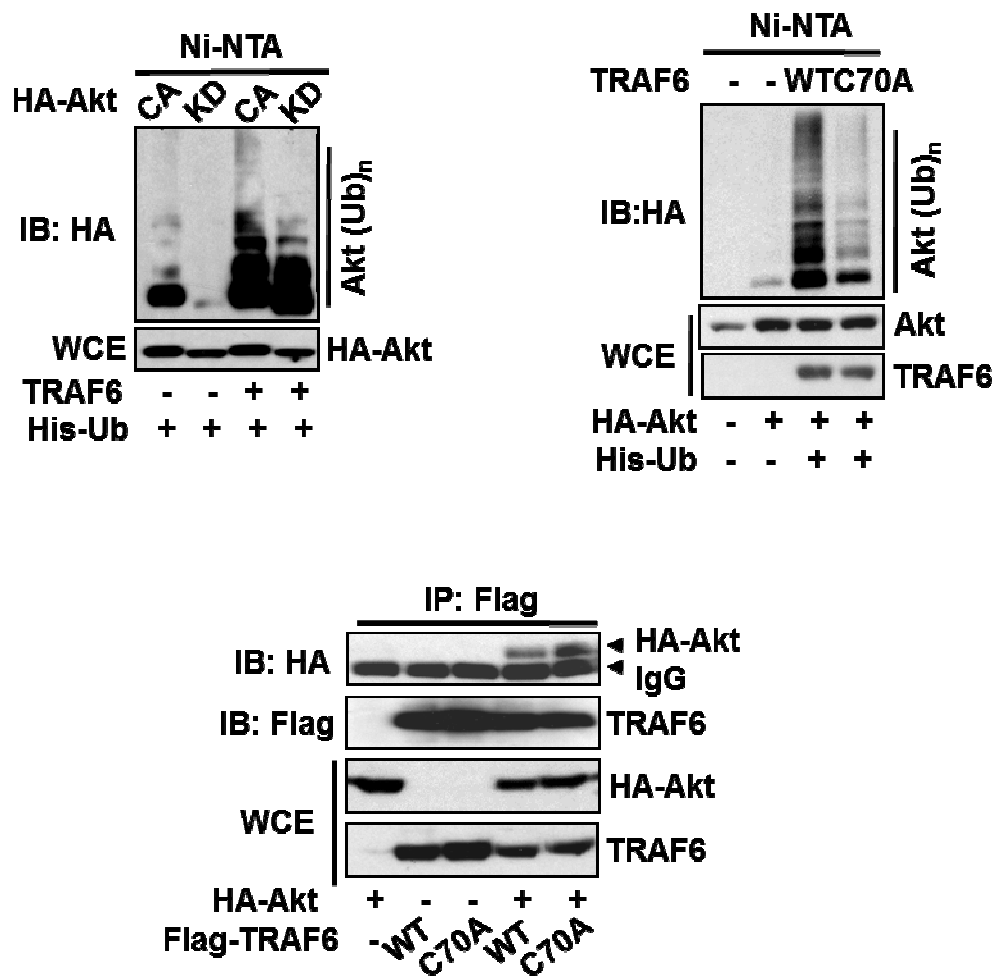 Ni-NTA
HA-Akt CA KD CA KD
IB: HA
Akt (Ub)n
WCE HA-Akt
TRAF6 - - + +
His-Ub + + + +
Ni-NTA
TRAF6 - - WTC70A
IB:HA
Akt (Ub)n
Akt
WCE
TRAF6
HA-Akt - + + +
His-Ub - - + +
IP: Flag
IB: HA HA-Akt
IgG
IB: Flag TRAF6
HA-Akt
WCE
TRAF6
HA-Akt + - - + +
Flag-TRAF6 - WT C70A WT C70A